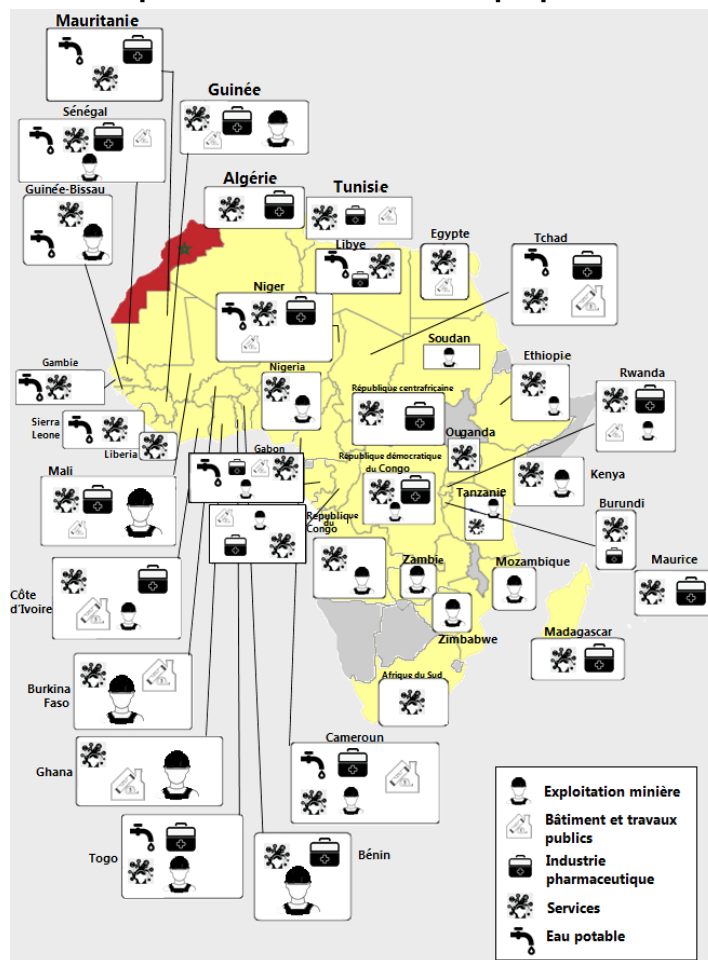 Mauritanie
Guinée
Sénégal
Algérie
Tunisie
Guinée-Bissau
Egypte
Tchad
Libye
Niger
Soudan
Gambie
Nigeria
Ethiopie
Rwanda
République centrafricaine
Sierra
Leone
Liberia
Ouganda
Gabon
République démocratique
du Congo
Mali
Kenya
Tanzanie
Burundi
République
du
Congo
Côte
d'Ivoire
Zambie
Mozambique
Maurice
Zimbabwe
Madagascar
Burkina
Faso
Afrique du Sud
Ghana
Cameroun
Togo
Bénin
Exploitation minière
Bâtiment et travaux
publics
Industrie
pharmaceutique
Services
Eau potable